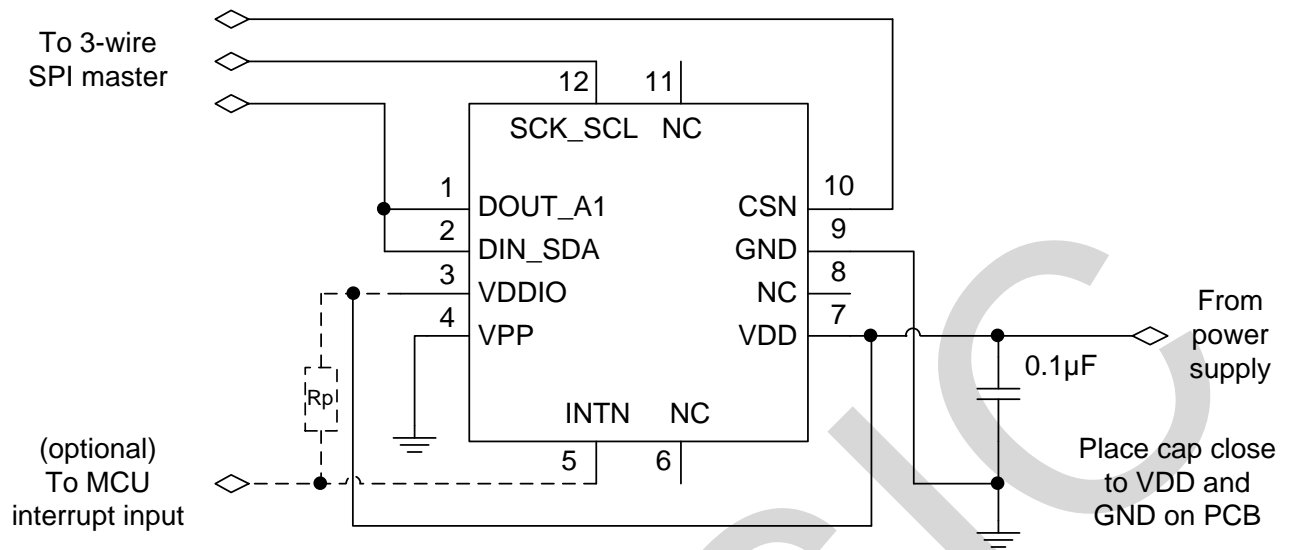 To 3-wire
SPI master
12
11
SCK_SCL
NC
1
DOUT_A1
CSN
10
2
DIN_SDA
GND
9
3
VDDIO
NC
8
4
VPP
VDD
7
From
power
supply
0.1µF
Rp
INTN
NC
5
6
(optional)
To MCU
interrupt input
Place cap close
to VDD and
GND on PCB